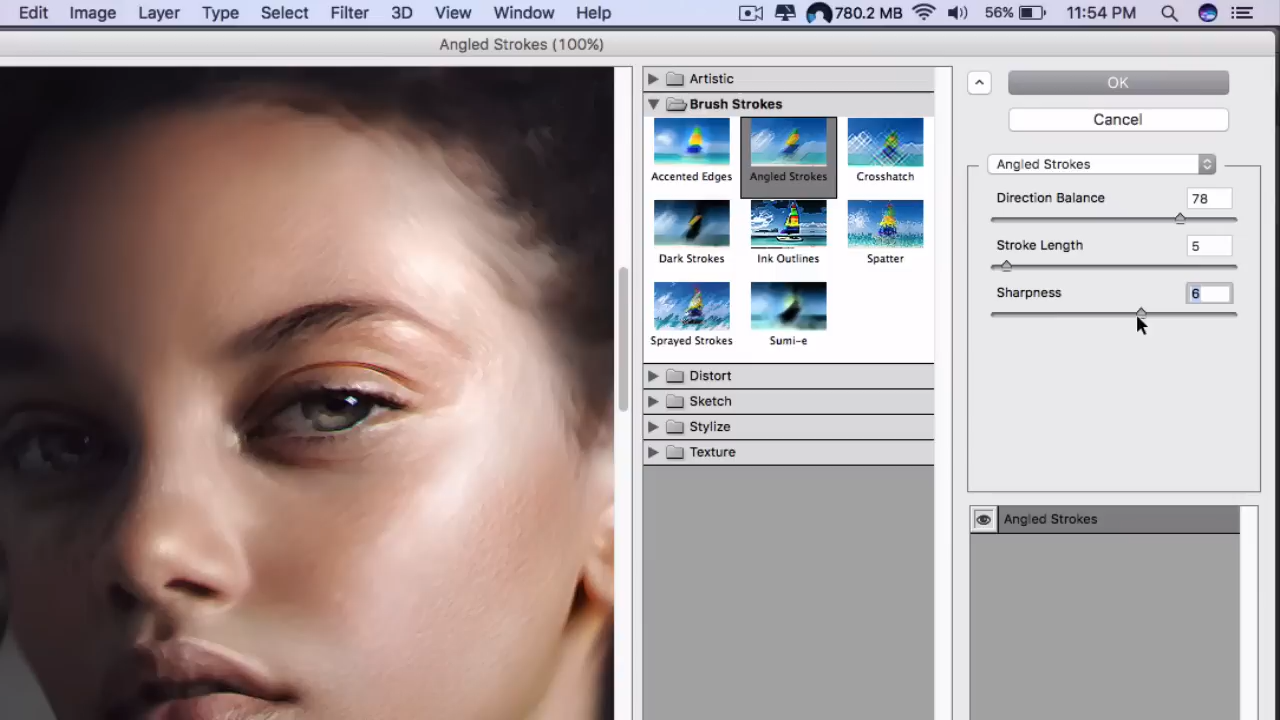 Edit Image Layer Type Select Filter 3D View Window Help 780.2 MB 56% 11:54 PM
Angled Strokes (100%)
Artistic
Brush Strokes
Accented Edges Angled Strokes Crosshatch
Dark Strokes Ink Outlines Spatter
Sprayed Strokes Sumi-e
Distort
Sketch
Stylize
Texture
OK
Cancel
Angled Strokes
Direction Balance 78
Stroke Length 5
Sharpness 6
Angled Strokes